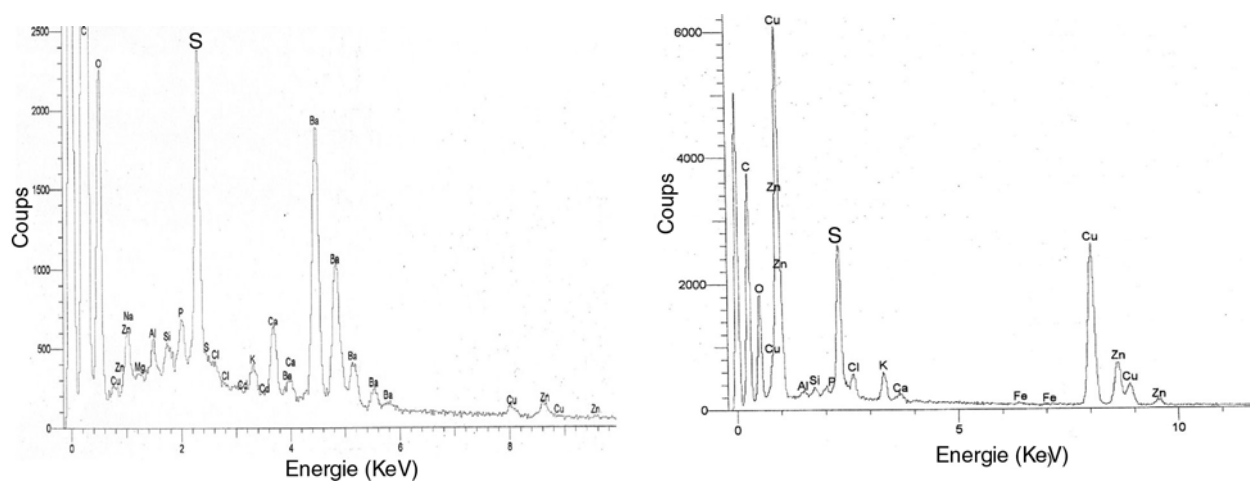 2500
2000
1500
1000
500
0
Coups
C
O
S
Na
Zn
Zn
Cu
Mg
Al
Si
P
S
Cl
Cl
Cd
K
Cd
Ca
Ca
Ba
Ba
Ba
Ba
Ba
Ba
Cu
Zn
Cu
Zn
0 2 4 6 8
Energie (KeV)
6000
4000
2000
0
Coups
Cu
C
Zn
O
Zn
Cu
S
Al
Si
P
Cl
K
Ca
Fe
Fe
Cu
Zn
Cu
Zn
0 5 10
Energie (KeV)